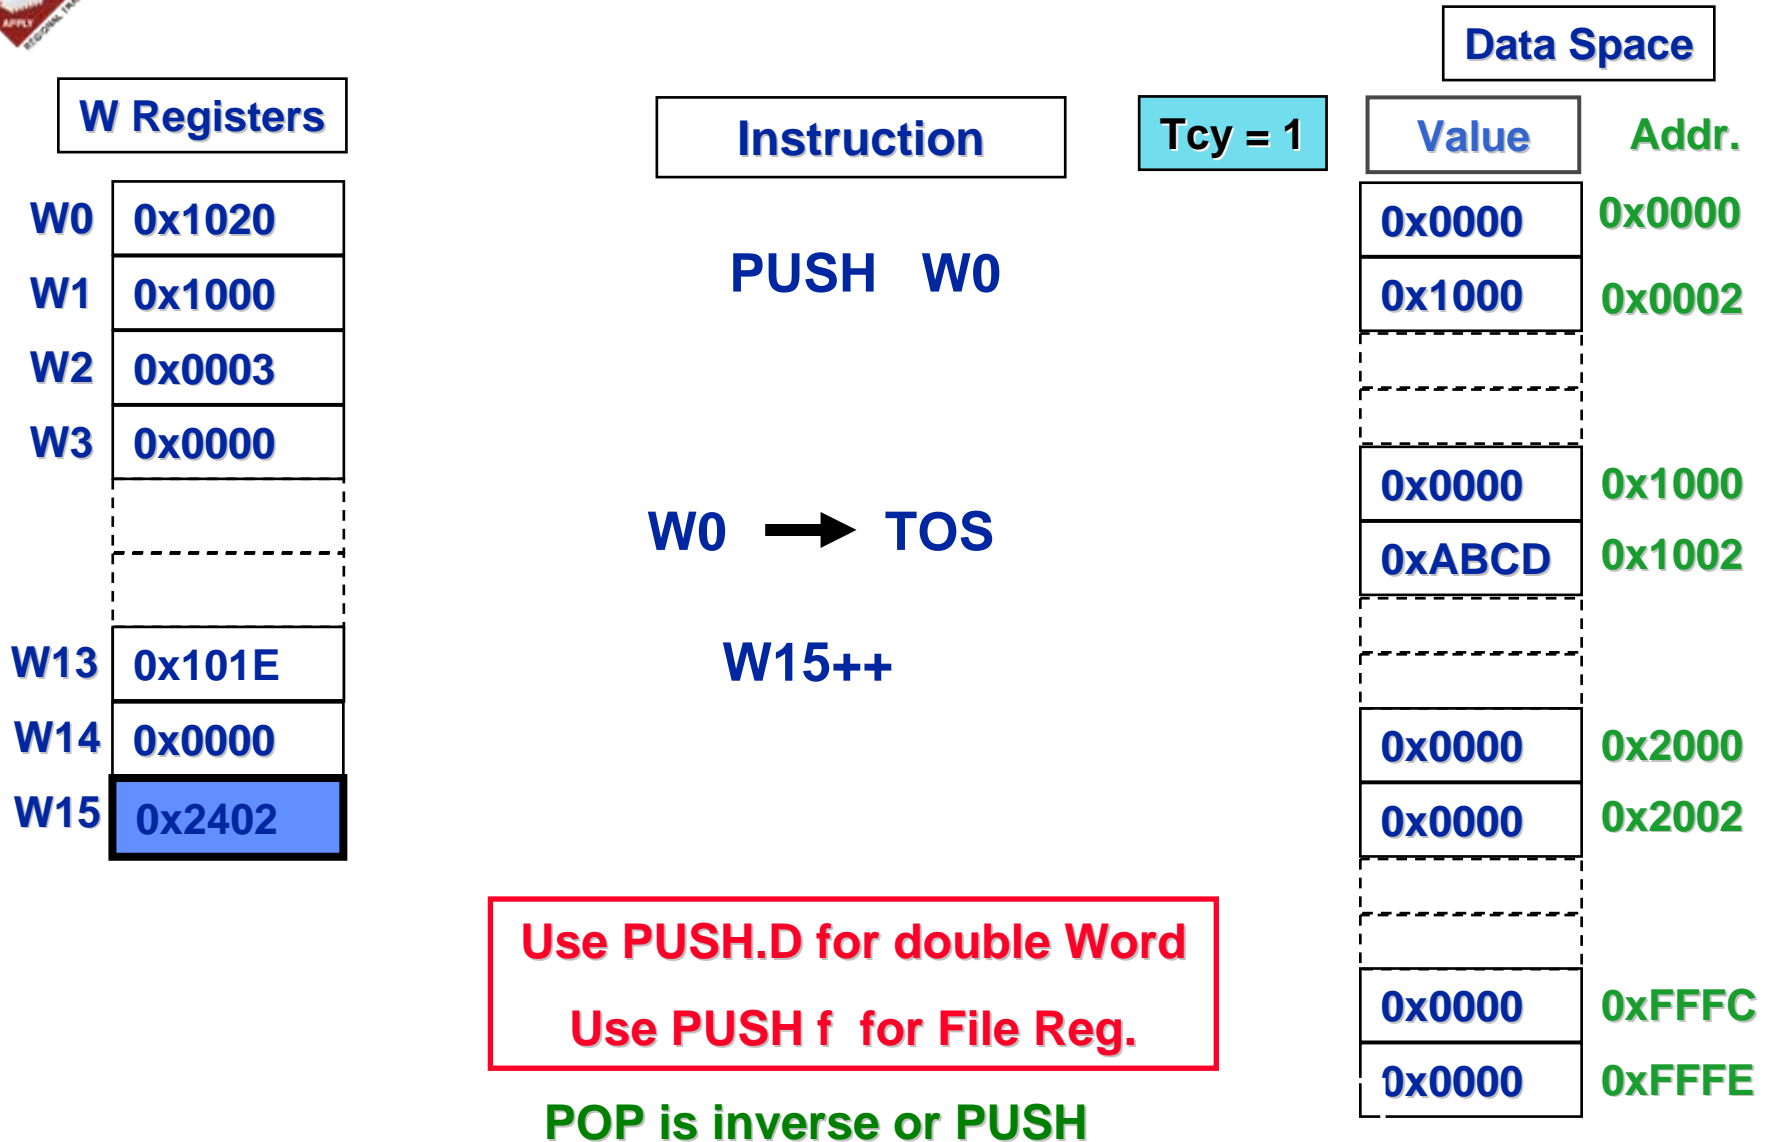 APPLY
REGIONAL TRA
Data Space
W Registers
Instruction
Tcy = 1
Value
Addr.
W0 0x1020
W1 0x1000
W2 0x0003
W3 0x0000
W13 0x101E
W14 0x0000
W15 0x2402
PUSH W0
W0 TOS
W15++
0x0000 0x0000
0x1000 0x0002
0x0000 0x1000
0xABCD 0x1002
0x0000 0x2000
0x0000 0x2002
0x0000 0xFFFC
0x0000 0xFFFE
Use PUSH.D for double Word
Use PUSH f for File Reg.
POP is inverse or PUSH